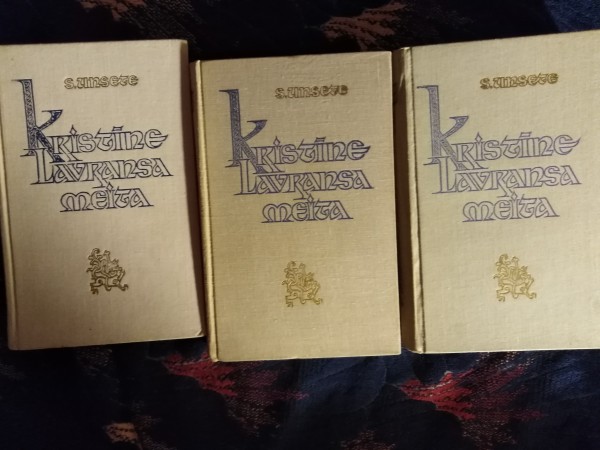 S. UNSETE
KRISTĪNE
LAVRANSA
MEITA
S. UNSETE
KRISTĪNE
LAVRANSA
MEITA
S. UNSETE
KRISTĪNE
LAVRANSA
MEITA